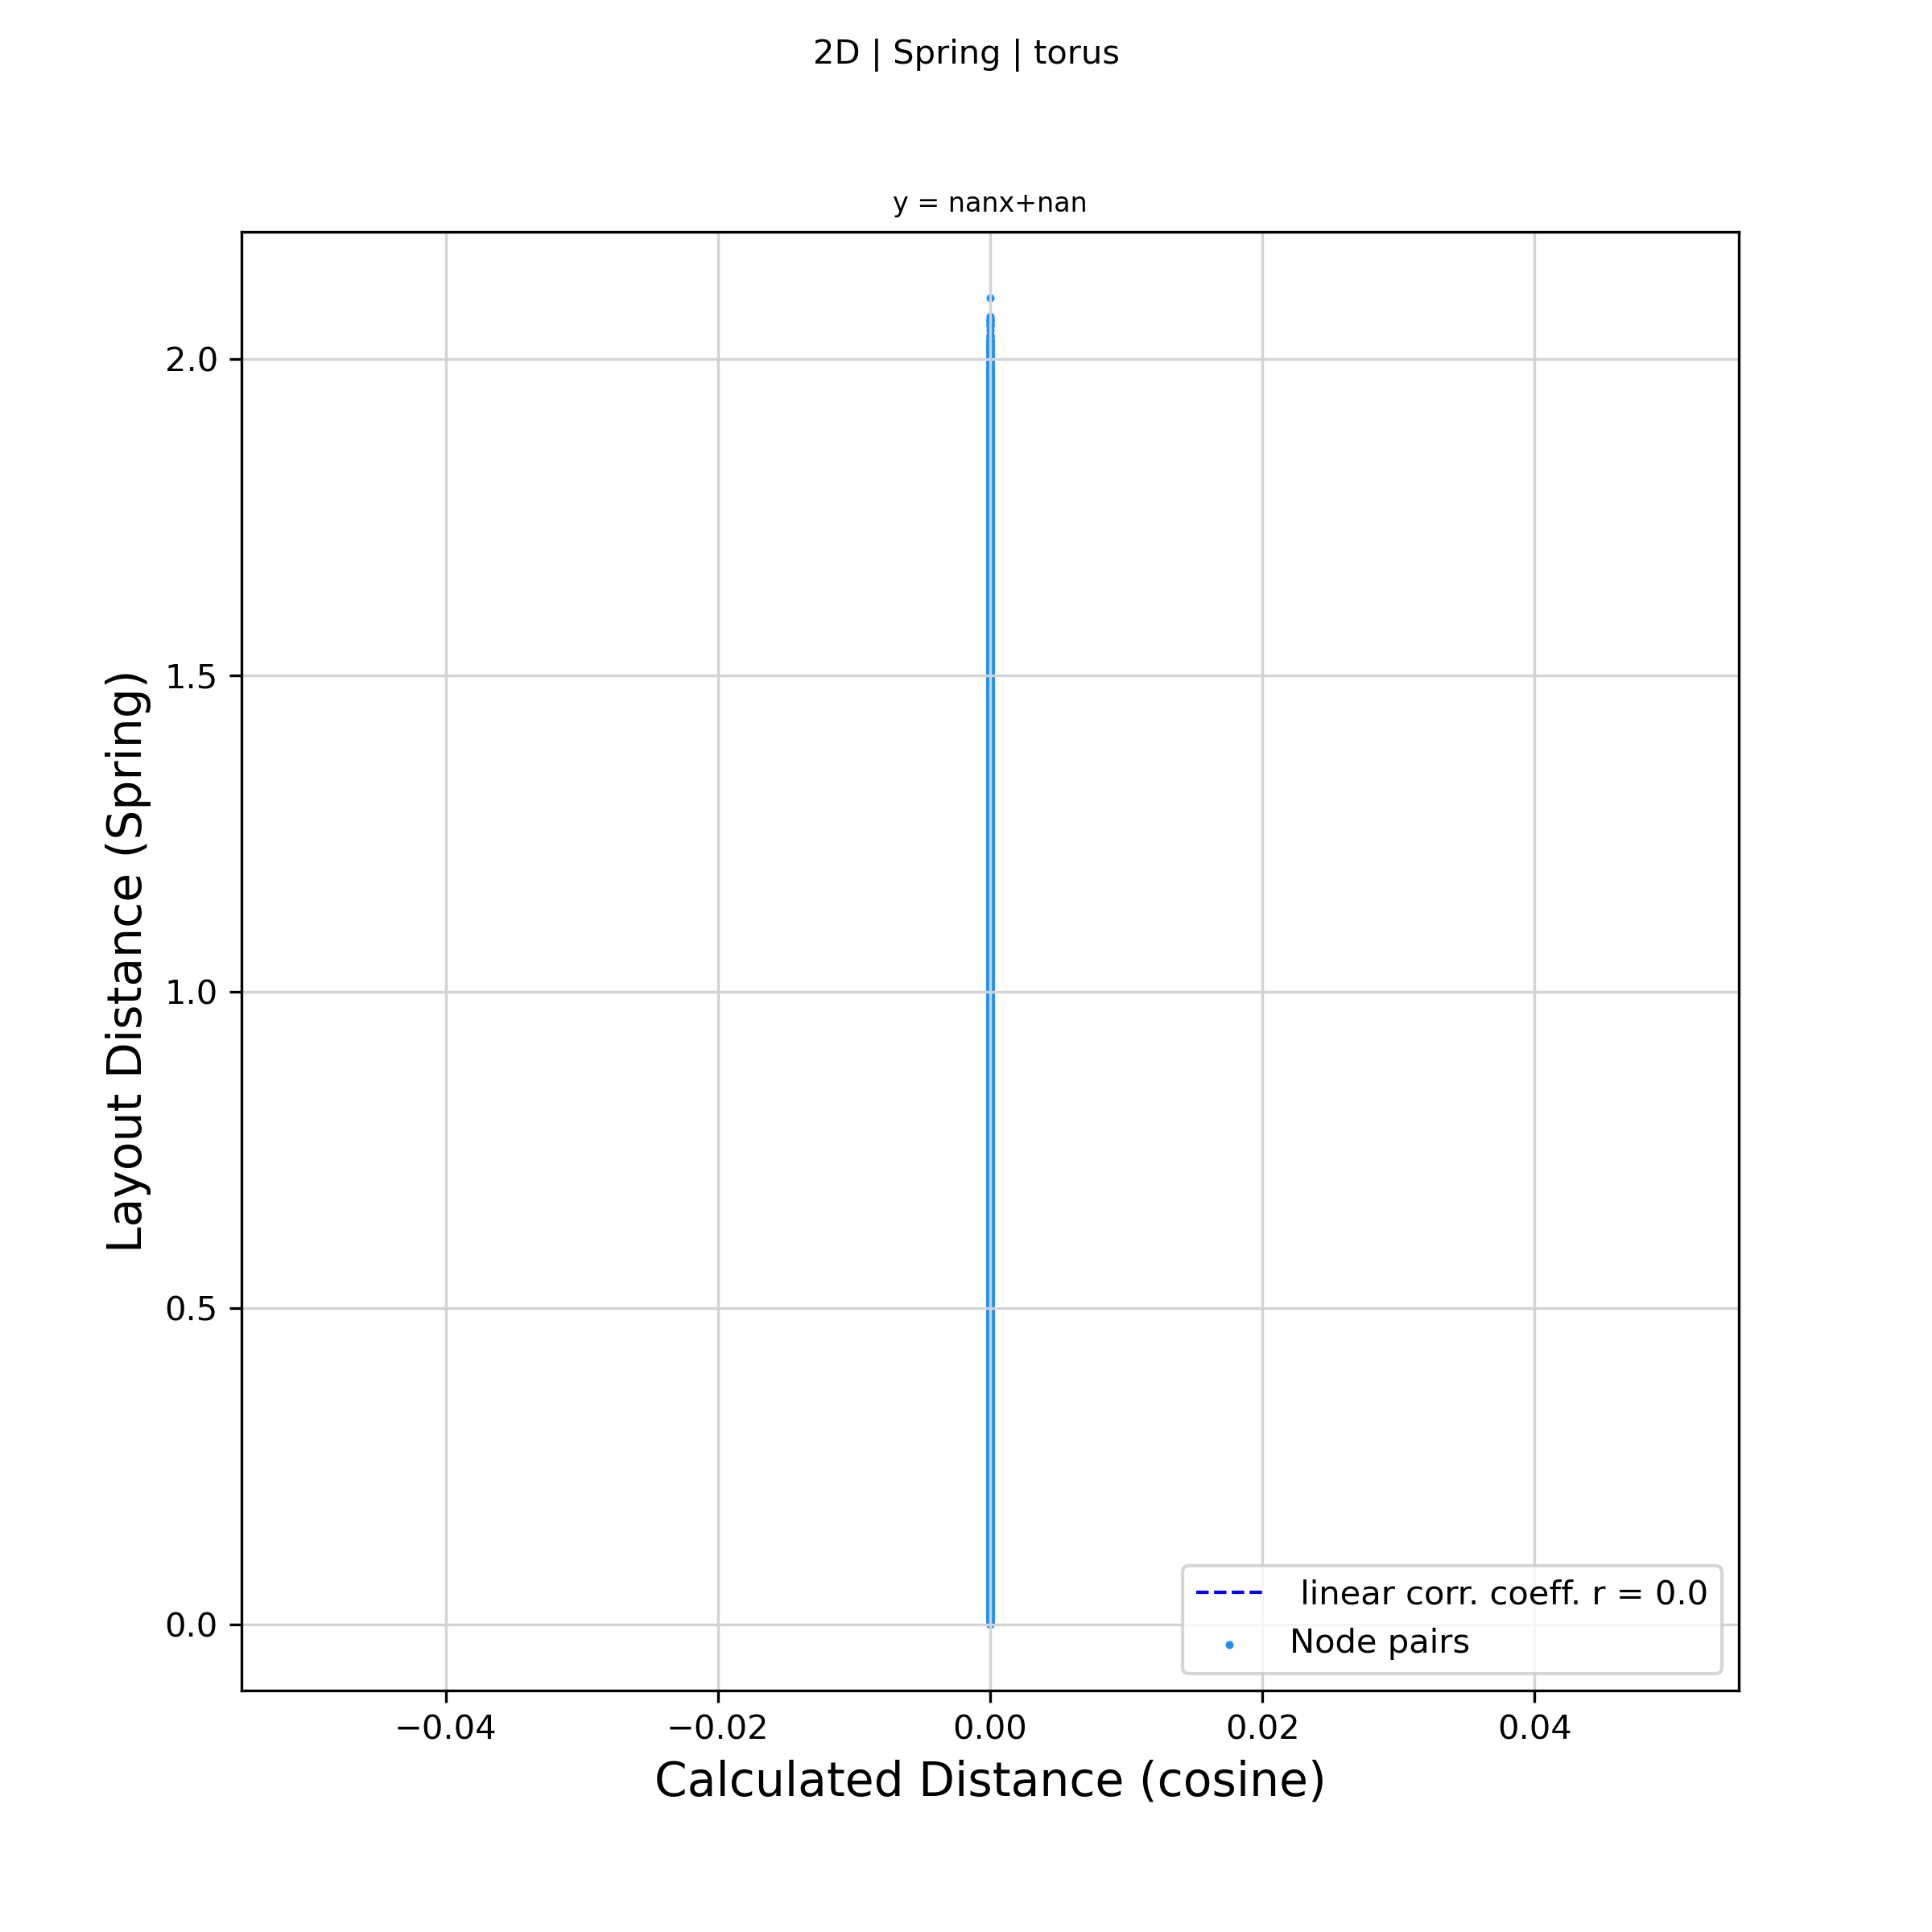 2D | Spring | torus
y = nanx+nan
Layout Distance (Spring)
2.0
1.5
1.0
0.5
0.0
linear corr. coeff. r = 0.0
Node pairs
−0.04 −0.02 0.00 0.02 0.04
Calculated Distance (cosine)